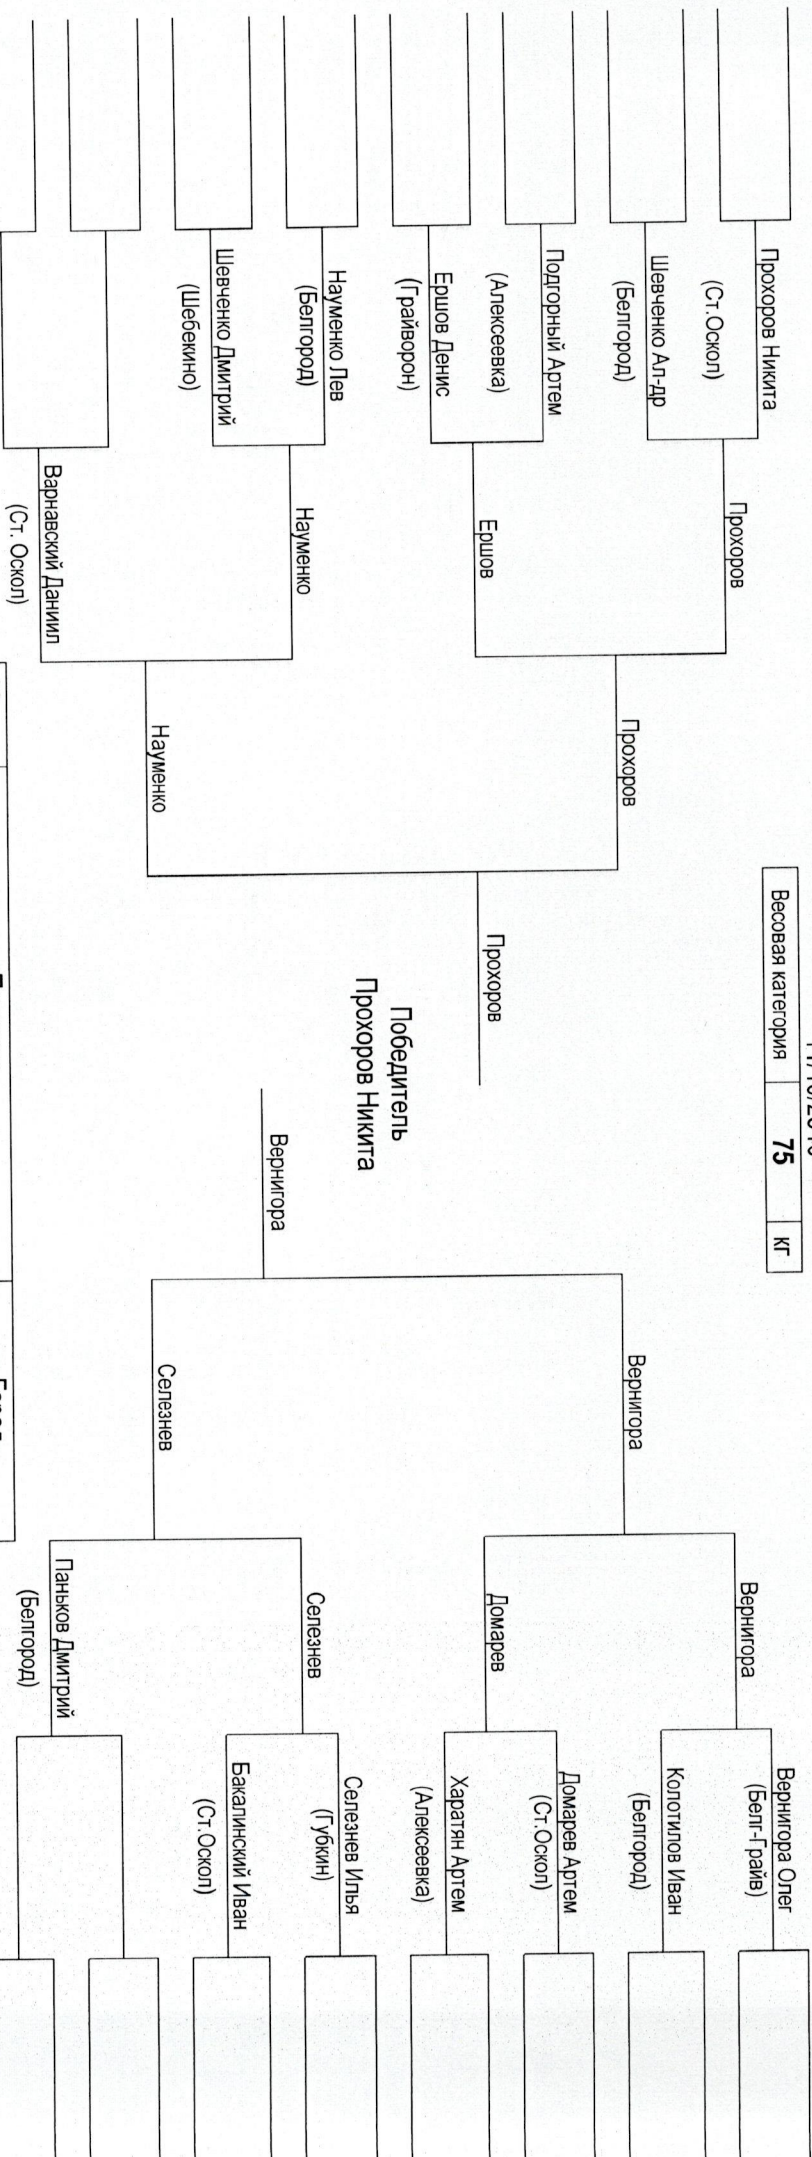 Весовая категория 75 кг
Прохоров Никита
(Ст.Оскол)
Шевченко Ал-др
(Белгород)
Подгорный Артем
(Алексеевка)
Ершов Денис
(Грайворон)
Науменко Лев
(Белгород)
Шевченко Дмитрий
(Шебекино)
Варнавский Даниил
(Ст. Оскол)
Прохоров
Ершов
Науменко
Прохоров
Науменко
Прохоров
Победитель
Прохоров Никита
Вернигора
Вернигора
Селезнев
Вернигора
Домарев
Селезнев
Паньков Дмитрий
(Белгород)
Вернигора Олег
(Белг-Грайв)
Колотилов Иван
(Белгород)
Домарев Артем
(Ст.Оскол)
Харатян Артем
(Алексеевка)
Селезнев Илья
(Губкин)
Бакалинский Иван
(Ст.Оскол)